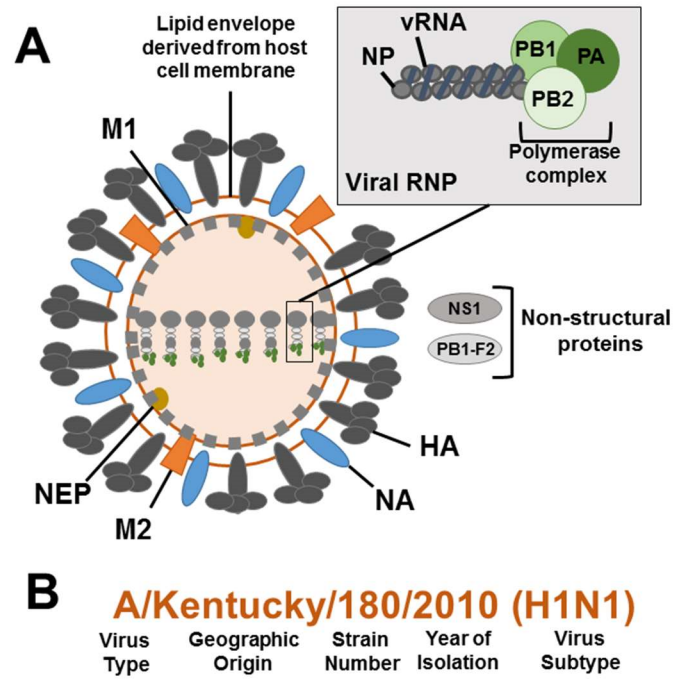 A
Lipid envelope
derived from host
cell membrane
M1
vRNA
NP
PB1
PA
PB2
Polymerase
complex
Viral RNP
NS1
PB1-F2
Non-structural
proteins
HA
NA
NEP
M2
B
A/Kentucky/180/2010 (H1N1)
Virus
Type
Geographic
Origin
Strain
Number
Year of
Isolation
Virus
Subtype